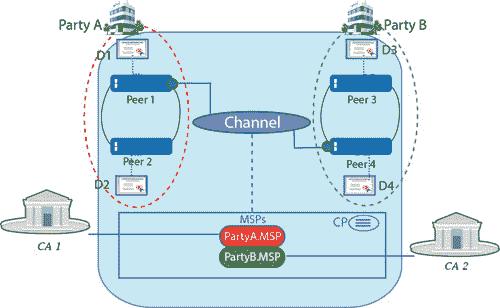 Party A
Party B
D1
D3
Peer 1
Peer 3
Channel
Peer 2
Peer 4
D2
D4
MSPs
CP
PartyA.MSP
PartyB.MSP
CA 1
CA 2